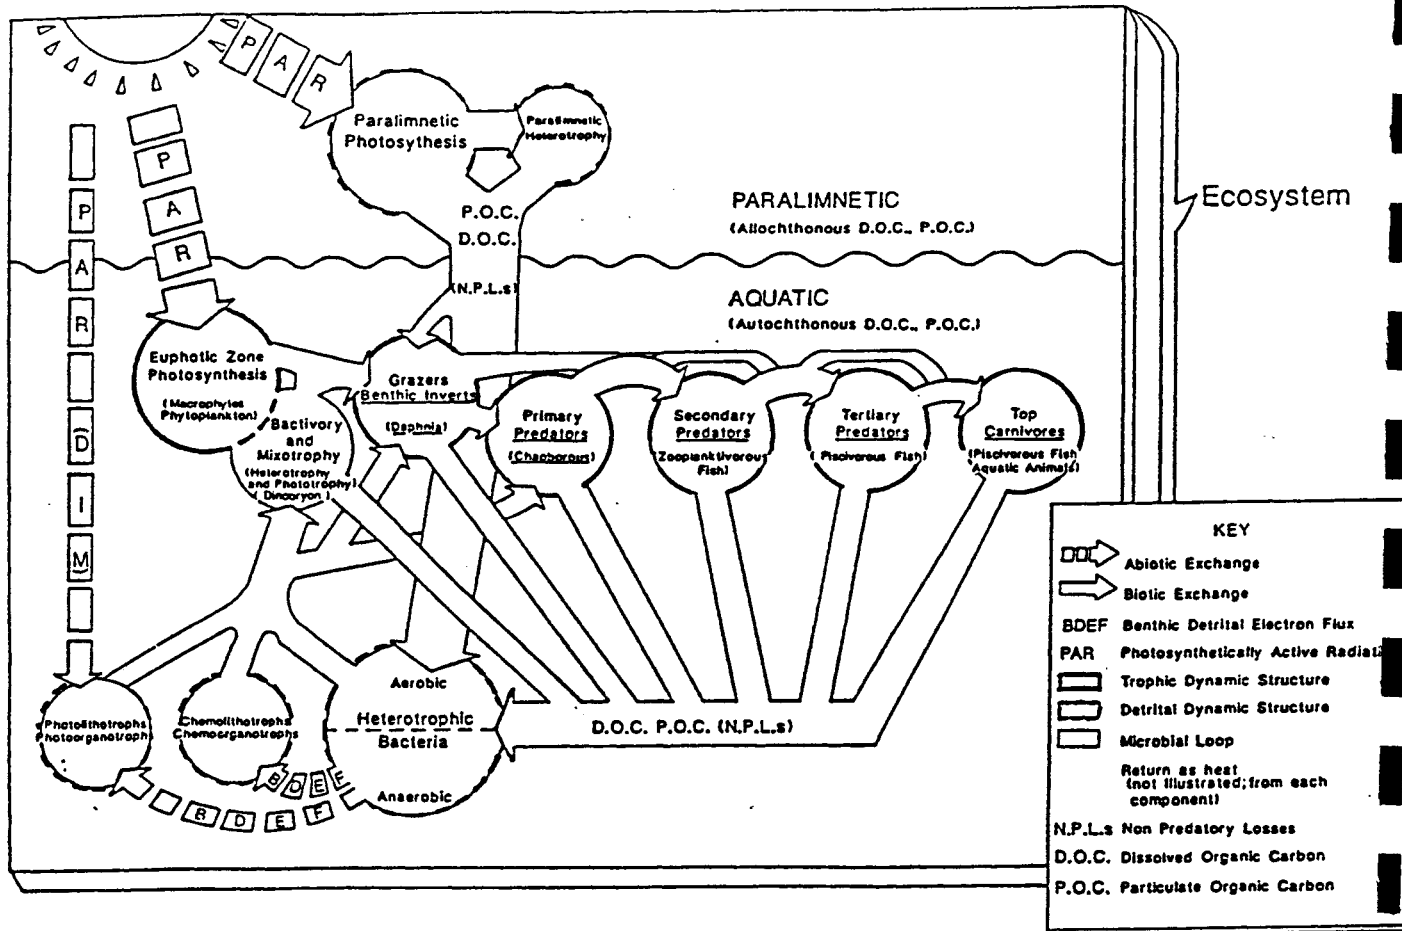 P A R
Paralimnetic
Photosythesis
Paralimnetic
Heterotrophy
P.O.C.
D.O.C.
(N.P.L.s)
PARALIMNETIC
(Allochthonous D.O.C., P.O.C.)
Ecosystem
AQUATIC
(Autochthonous D.O.C., P.O.C.)
P A R
P A R (D I M)
Euphotic Zone
Photosynthesis
(Macrophytes
Phytoplankton)
Bactivory
and
Mixotrophy
(Heterotrophy
and Phototrophy)
(Dincryon)
Grazers
Benthic Inverts
(Daphnia)
Primary
Predators
(Chaoborous)
Secondary
Predators
(Zooplanktivorous
Fish)
Tertiary
Predators
(Piscivorous Fish)
Top
Carnivores
(Piscivorous Fish
Aquatic Animals)
Photolithotrophs
Photoorganotrophs
Chemolithotrophs
Chemoorganotrophs
Aerobic
Heterotrophic
Bacteria
Anaerobic
D.O.C. P.O.C. (N.P.L.s)
B D E F
B D E F
KEY
Abiotic Exchange
Biotic Exchange
BDEF Benthic Detrital Electron Flux
PAR Photosynthetically Active Radiati
Trophic Dynamic Structure
Detrital Dynamic Structure
Microbial Loop
Return as heat
(not illustrated; from each
component)
N.P.L.s Non Predatory Losses
D.O.C. Dissolved Organic Carbon
P.O.C. Particulate Organic Carbon